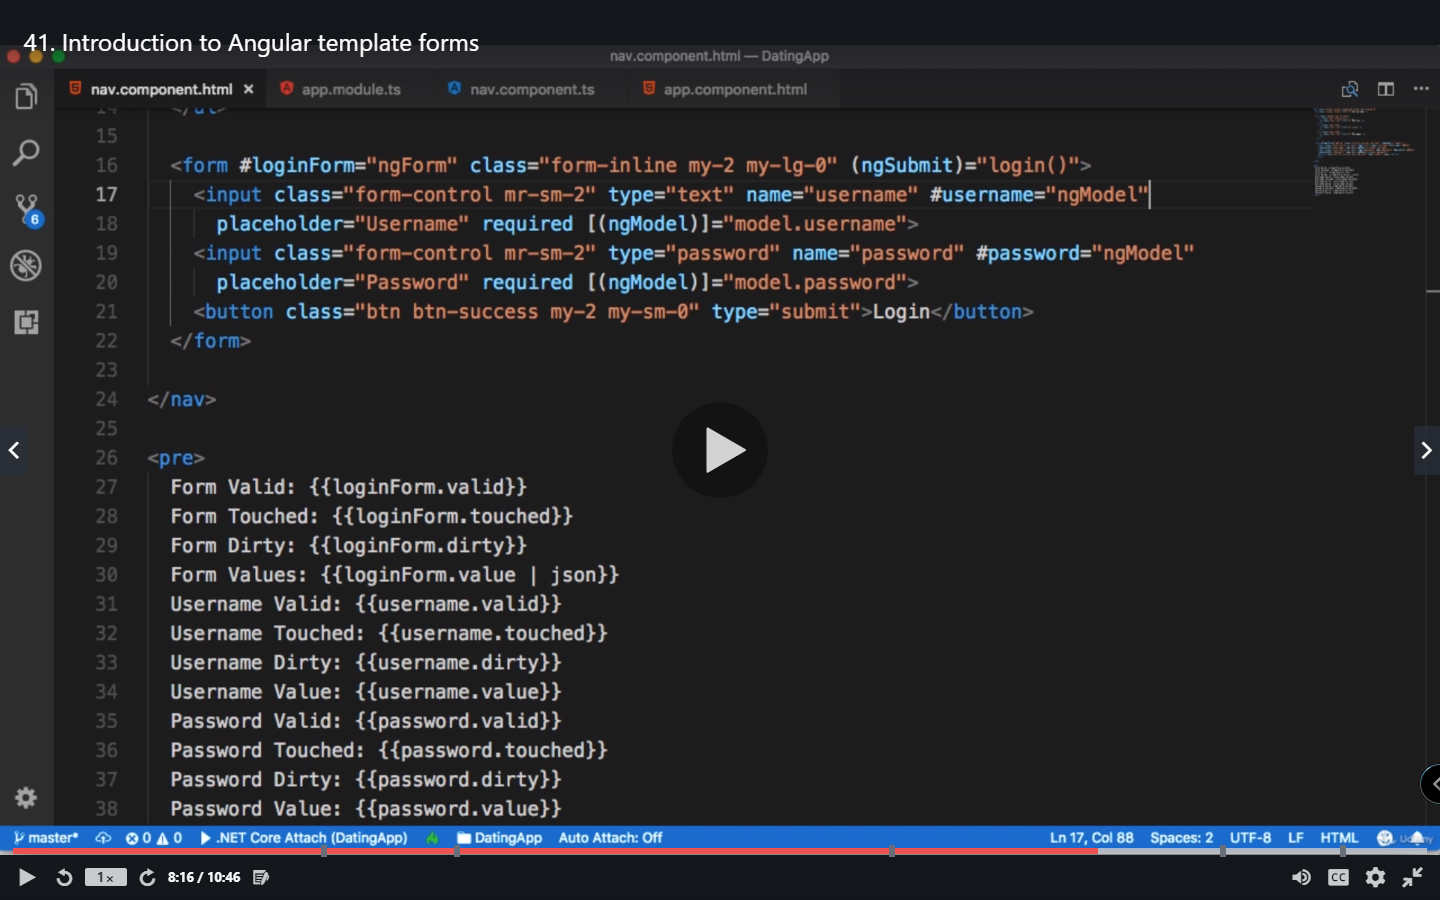 41. Introduction to Angular template forms
nav.component.html — DatingApp
nav.component.html × app.module.ts nav.component.ts app.component.html
14 </ul>
15
16 <form #loginForm="ngForm" class="form-inline my-2 my-lg-0" (ngSubmit)="login()">
17 <input class="form-control mr-sm-2" type="text" name="username" #username="ngModel"
18 placeholder="Username" required [(ngModel)]="model.username">
19 <input class="form-control mr-sm-2" type="password" name="password" #password="ngModel"
20 placeholder="Password" required [(ngModel)]="model.password">
21 <button class="btn btn-success my-2 my-sm-0" type="submit">Login</button>
22 </form>
23
24 </nav>
25
26 <pre>
27 Form Valid: {{loginForm.valid}}
28 Form Touched: {{loginForm.touched}}
29 Form Dirty: {{loginForm.dirty}}
30 Form Values: {{loginForm.value | json}}
31 Username Valid: {{username.valid}}
32 Username Touched: {{username.touched}}
33 Username Dirty: {{username.dirty}}
34 Username Value: {{username.value}}
35 Password Valid: {{password.valid}}
36 Password Touched: {{password.touched}}
37 Password Dirty: {{password.dirty}}
38 Password Value: {{password.value}}
6
master* 0 0 .NET Core Attach (DatingApp) DatingApp Auto Attach: Off Ln 17, Col 88 Spaces: 2 UTF-8 LF HTML
1x 8:16 / 10:46 CC